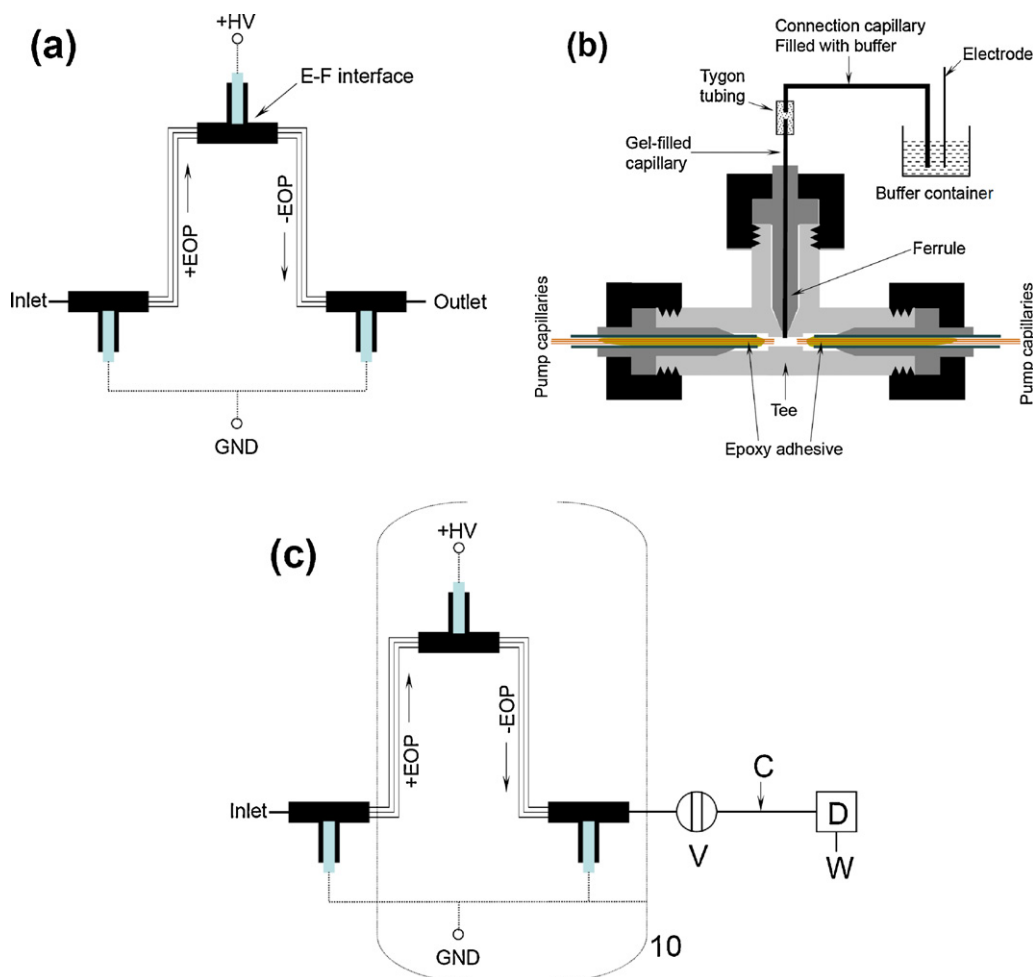 (a)
+HV
E-F interface
+EOP
-EOP
Inlet
Outlet
GND
(b)
Connection capillary
Filled with buffer
Electrode
Tygon
tubing
Gel-filled
capillary
Buffer container
Ferrule
Pump capillaries
Pump capillaries
Tee
Epoxy adhesive
(c)
+HV
+EOP
-EOP
Inlet
C
D
V
W
GND
10